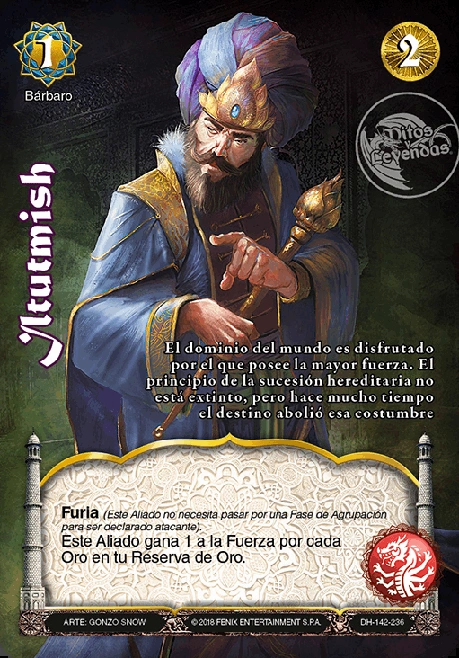 1
2
Bárbaro
Mitos y
Leyendas
Iltutmish
El dominio del mundo es disfrutado
por el que posee la mayor fuerza. El
principio de la sucesión hereditaria no
está extinto, pero hace mucho tiempo
el destino abolió esa costumbre
Furia (Este Aliado no necesita pasar por una Fase de Agrupación
para ser declarado atacante).
Este Aliado gana 1 a la Fuerza por cada
Oro en tu Reserva de Oro.
ARTE: GONZO SNOW
©2018 FENIX ENTERTAINMENT S.P.A.
DH-142-236